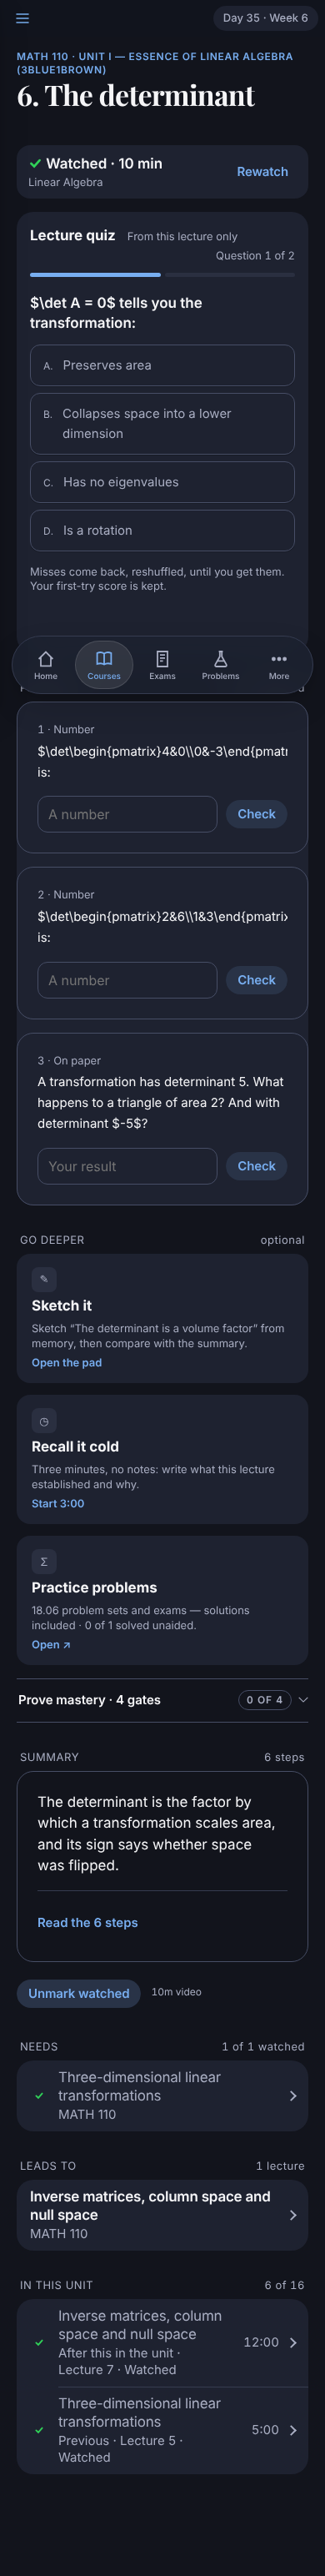 Day 35 · Week 6
MATH 110 · UNIT I — ESSENCE OF LINEAR ALGEBRA
(3BLUE1BROWN)
6. The determinant
Watched · 10 min
Linear Algebra
Rewatch
Lecture quiz From this lecture only
Question 1 of 2
$\det A = 0$ tells you the
transformation:
A. Preserves area
B. Collapses space into a lower
dimension
C. Has no eigenvalues
D. Is a rotation
Misses come back, reshuffled, until you get them.
Your first-try score is kept.
Home
Courses
Exams
Problems
More
1 · Number
$\det\begin{pmatrix}4&0\\0&-3\end{pmatr
is:
A number
Check
2 · Number
$\det\begin{pmatrix}2&6\\1&3\end{pmatrix
is:
A number
Check
3 · On paper
A transformation has determinant 5. What
happens to a triangle of area 2? And with
determinant $-5$?
Your result
Check
GO DEEPER optional
Sketch it
Sketch “The determinant is a volume factor” from
memory, then compare with the summary.
Open the pad
Recall it cold
Three minutes, no notes: write what this lecture
established and why.
Start 3:00
Σ
Practice problems
18.06 problem sets and exams — solutions
included · 0 of 1 solved unaided.
Open ↗
Prove mastery · 4 gates 0 OF 4
SUMMARY 6 steps
The determinant is the factor by
which a transformation scales area,
and its sign says whether space
was flipped.
Read the 6 steps
Unmark watched 10m video
NEEDS 1 of 1 watched
Three-dimensional linear
transformations
MATH 110
LEADS TO 1 lecture
Inverse matrices, column space and
null space
MATH 110
IN THIS UNIT 6 of 16
Inverse matrices, column
space and null space
After this in the unit ·
Lecture 7 · Watched
12:00
Three-dimensional linear
transformations
Previous · Lecture 5 ·
Watched
5:00